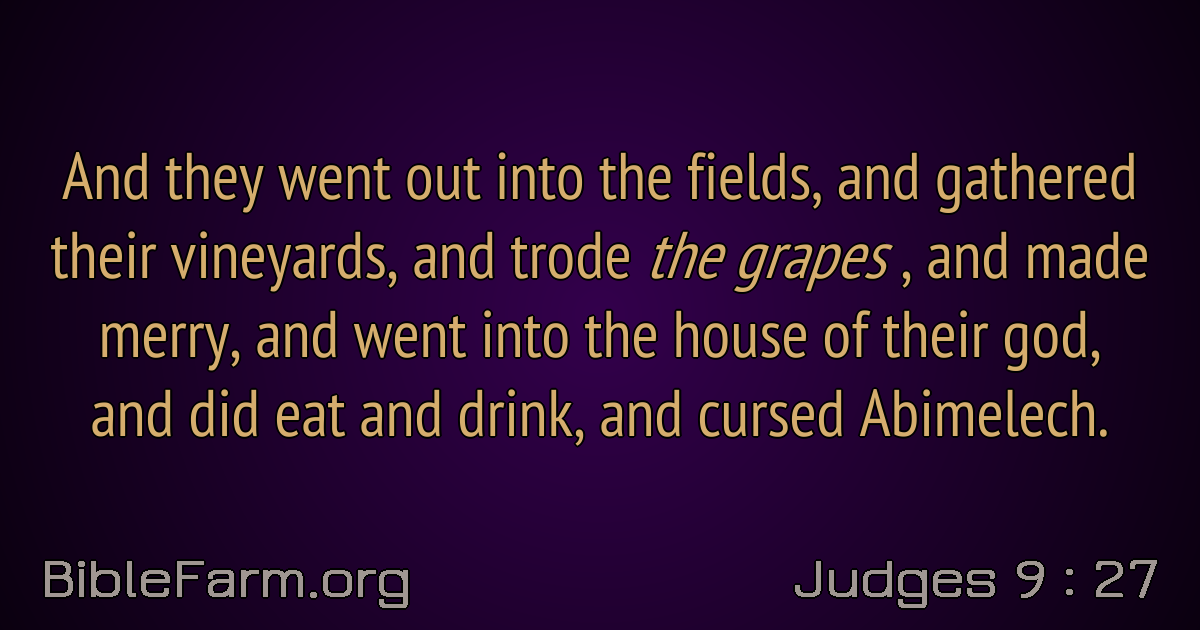 And they went out into the fields, and gathered
their vineyards, and trode the grapes , and made
merry, and went into the house of their god,
and did eat and drink, and cursed Abimelech.
BibleFarm.org
Judges 9 : 27